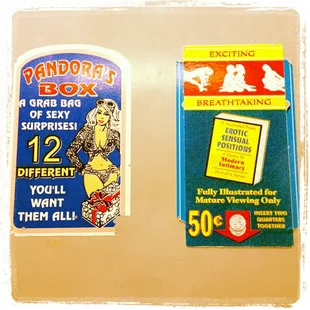 PANDORA'S
BOX
A GRAB BAG
OF SEXY
SURPRISES!
12
DIFFERENT
YOU'LL
WANT
THEM ALL!
EXCITING
BREATHTAKING
EROTIC
SENSUAL
POSITIONS
Modern
Intimacy
Fully Illustrated for
Mature Viewing Only
50¢
INSERT TWO
QUARTERS
TOGETHER